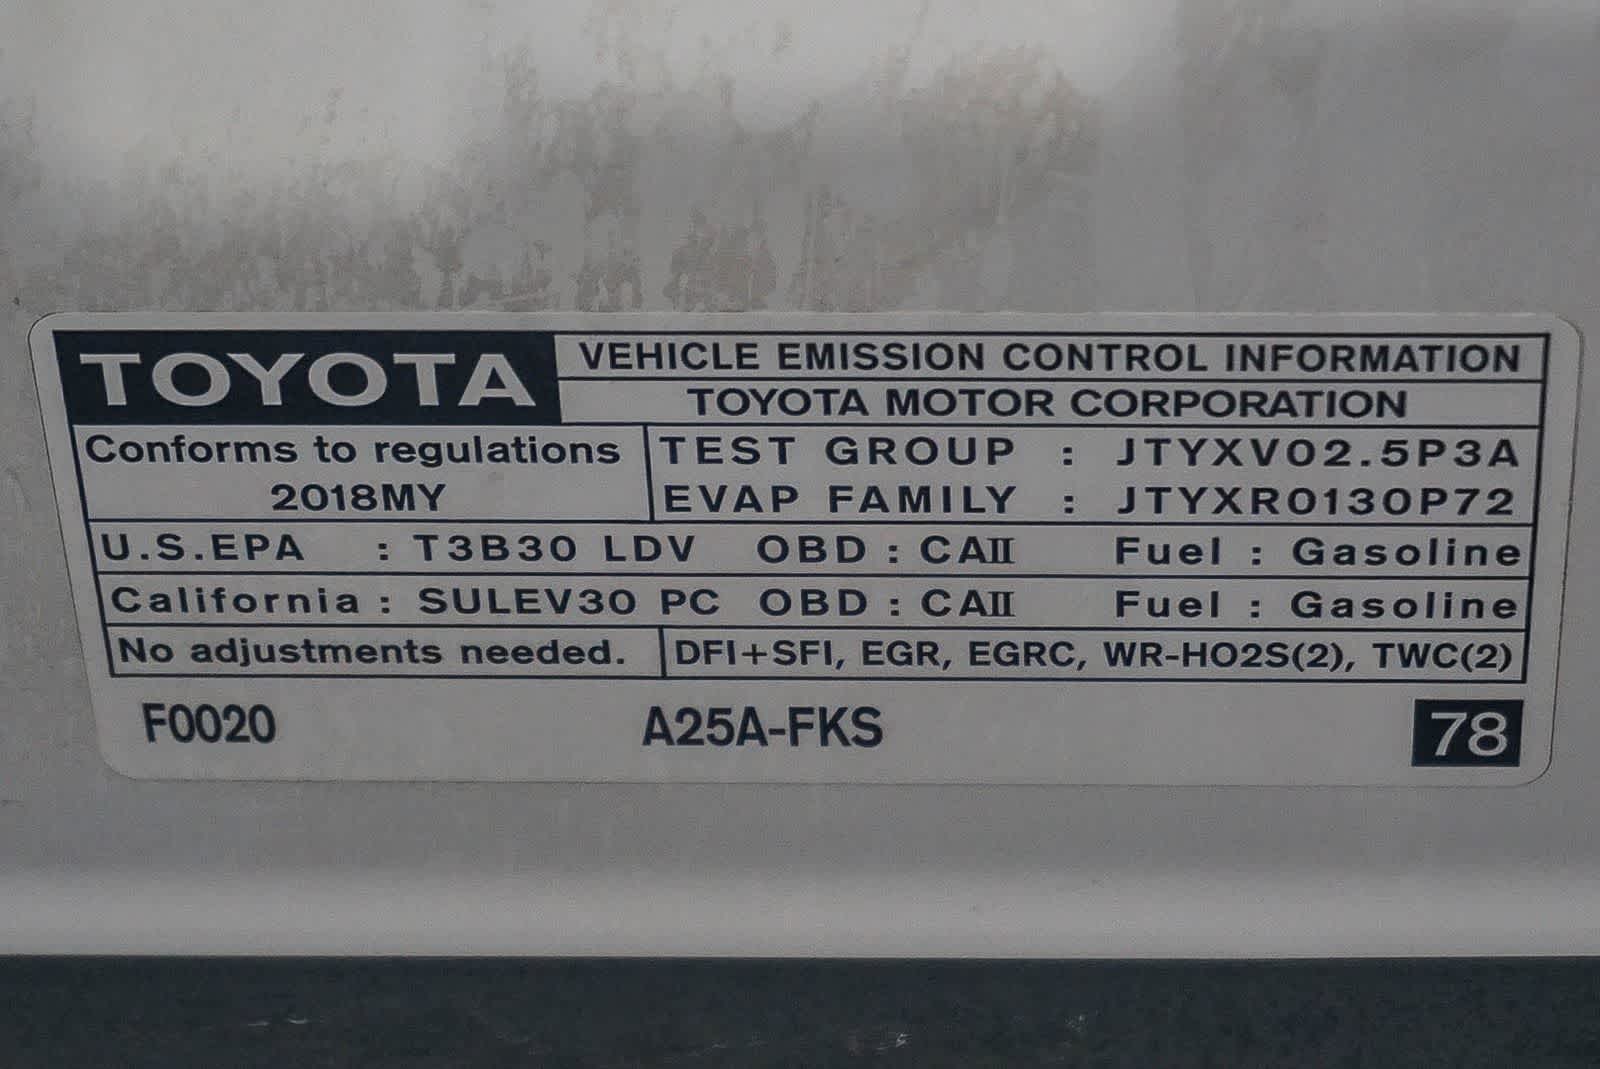 TOYOTA VEHICLE EMISSION CONTROL INFORMATION
TOYOTA MOTOR CORPORATION
Conforms to regulations TEST GROUP : JTYXV02.5P3A
2018MY EVAP FAMILY : JTYXR0130P72
U.S.EPA : T3B30 LDV OBD : CAII Fuel : Gasoline
California : SULEV30 PC OBD : CAII Fuel : Gasoline
No adjustments needed. DFI+SFI, EGR, EGRC, WR-HO2S(2), TWC(2)
F0020 A25A-FKS 78